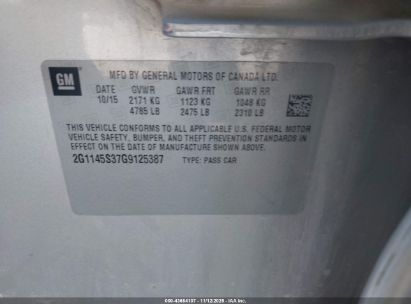 GM
MFD BY GENERAL MOTORS OF CANADA LTD.
DATE GVWR GAWR FRT GAWR RR
10/15 2171 KG 1123 KG 1048 KG
4785 LB 2475 LB 2310 LB
THIS VEHICLE CONFORMS TO ALL APPLICABLE U.S. FEDERAL MOTOR
VEHICLE SAFETY, BUMPER, AND THEFT PREVENTION STANDARDS IN
EFFECT ON THE DATE OF MANUFACTURE SHOWN ABOVE.
2G1145S37G9125387 TYPE: PASS CAR